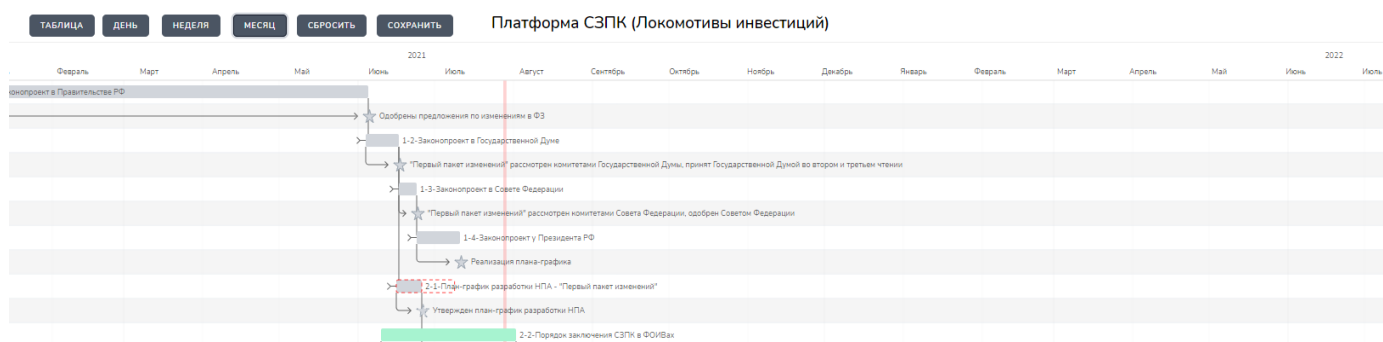 ТАБЛИЦА ДЕНЬ НЕДЕЛЯ МЕСЯЦ СБРОСИТЬ СОХРАНИТЬ Платформа СЗПК (Локомотивы инвестиций)
2021 2022
Февраль Март Апрель Май Июнь Июль Август Сентябрь Октябрь Ноябрь Декабрь Январь Февраль Март Апрель Май Июнь Июль
конопроект в Правительстве РФ
Одобрены предложения по изменениям в ФЗ
1-2-Законопроект в Государственной Думе
"Первый пакет изменений" рассмотрен комитетами Государственной Думы, принят Государственной Думой во втором и третьем чтении
1-3-Законопроект в Совете Федерации
"Первый пакет изменений" рассмотрен комитетами Совета Федерации, одобрен Советом Федерации
1-4-Законопроект у Президента РФ
Реализация плана-графика
2-1-План-график разработки НПА - "Первый пакет изменений"
Утвержден план-график разработки НПА
2-2-Порядок заключения СЗПК в ФОИВах